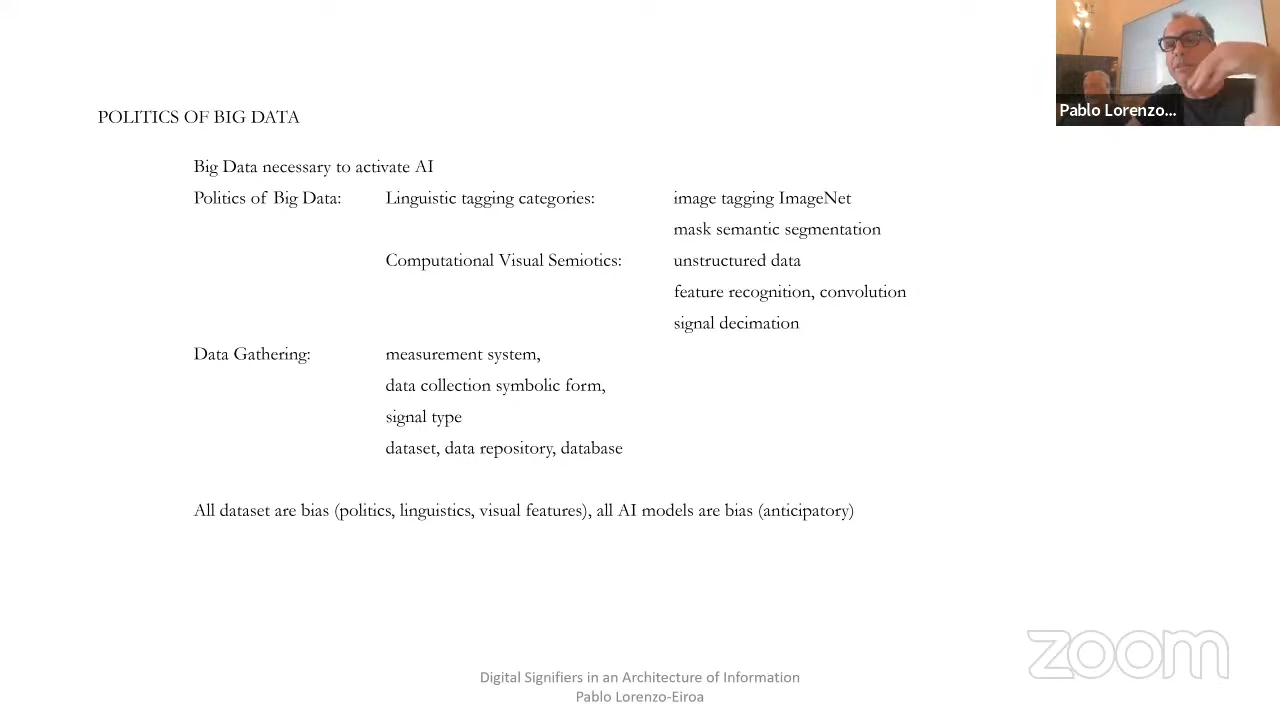 Pablo Lorenzo...
POLITICS OF BIG DATA
Big Data necessary to activate AI
Politics of Big Data: Linguistic tagging categories: image tagging ImageNet
mask semantic segmentation
Computational Visual Semiotics: unstructured data
feature recognition, convolution
signal decimation
Data Gathering: measurement system,
data collection symbolic form,
signal type
dataset, data repository, database
All dataset are bias (politics, linguistics, visual features), all AI models are bias (anticipatory)
zoom
Digital Signifiers in an Architecture of Information
Pablo Lorenzo-Eiroa